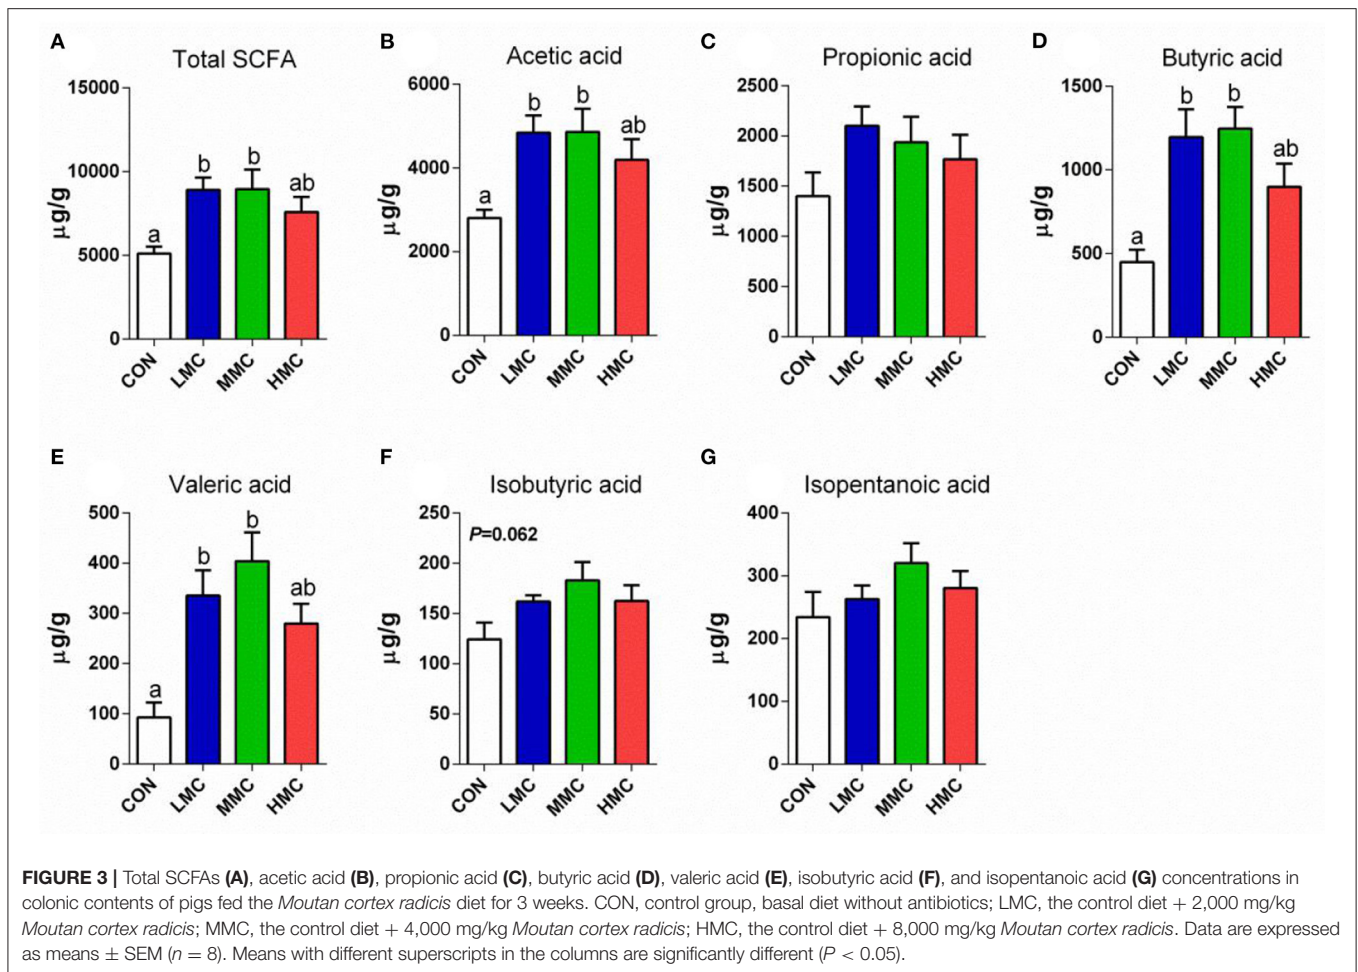 A
Total SCFA
15000
10000
5000
0
µg/g
a
b
b
ab
CON
LMC
MMC
HMC
B
Acetic acid
6000
4000
2000
0
µg/g
a
b
b
ab
CON
LMC
MMC
HMC
C
Propionic acid
2500
2000
1500
1000
500
0
µg/g
CON
LMC
MMC
HMC
D
Butyric acid
1500
1000
500
0
µg/g
a
b
b
ab
CON
LMC
MMC
HMC
E
Valeric acid
500
400
300
200
100
0
µg/g
a
b
b
ab
CON
LMC
MMC
HMC
F
Isobutyric acid
250
200
150
100
50
0
µg/g
P=0.062
CON
LMC
MMC
HMC
G
Isopentanoic acid
400
300
200
100
0
µg/g
CON
LMC
MMC
HMC
FIGURE 3 | Total SCFAs (A), acetic acid (B), propionic acid (C), butyric acid (D), valeric acid (E), isobutyric acid (F), and isopentanoic acid (G) concentrations in
colonic contents of pigs fed the Moutan cortex radicis diet for 3 weeks. CON, control group, basal diet without antibiotics; LMC, the control diet + 2,000 mg/kg
Moutan cortex radicis; MMC, the control diet + 4,000 mg/kg Moutan cortex radicis; HMC, the control diet + 8,000 mg/kg Moutan cortex radicis. Data are expressed
as means ± SEM (n = 8). Means with different superscripts in the columns are significantly different (P < 0.05).